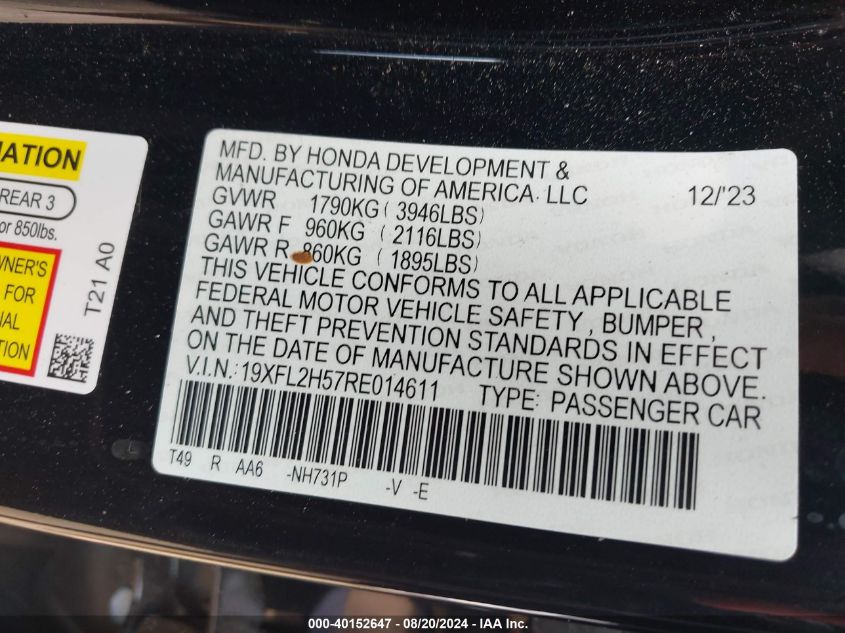 MATION
REAR 3
or 850lbs.
WNER'S
FOR
TION
T21 A0
MFD. BY HONDA DEVELOPMENT &
MANUFACTURING OF AMERICA. LLC 12/'23
GVWR 1790KG ( 3946LBS)
GAWR F 960KG ( 2116LBS)
GAWR R 860KG ( 1895LBS)
THIS VEHICLE CONFORMS TO ALL APPLICABLE
FEDERAL MOTOR VEHICLE SAFETY , BUMPER ,
AND THEFT PREVENTION STANDARDS IN EFFECT
ON THE DATE OF MANUFACTURE SHOWN ABOVE.
V.I.N.: 19XFL2H57RE014611 TYPE: PASSENGER CAR
T49 R AA6 -NH731P -V -E
000-40152647 - 08/20/2024 - IAA Inc.